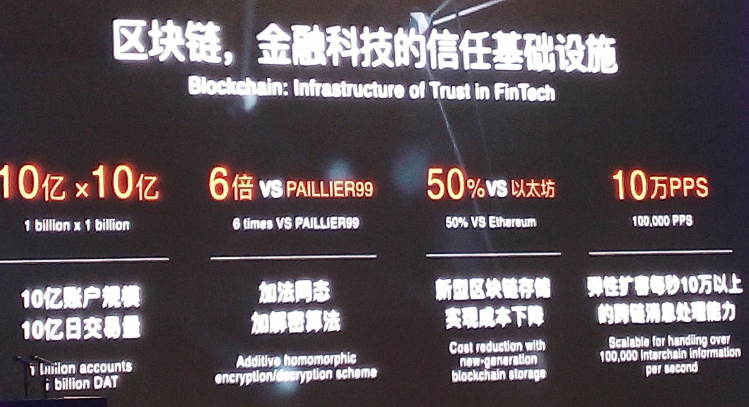 区块链，金融科技的信任基础设施
Blockchain: Infrastructure of Trust in FinTech
10亿 ×10亿
1 billion x 1 billion
10亿账户规模
10亿日交易量
1 billion accounts
billion DAT
6倍 VS PAILLIER99
6 times VS PAILLIER99
加法同态
加解密算法
Additive homomorphic
encryption/decryption scheme
50%VS 以太坊
50% VS Ethereum
新型区块链存储
实现成本下降
Cost reduction with
new-generation
blockchain storage
10万PPS
100,000 PPS
弹性扩容每秒10万以上
的跨链消息处理能力
Scalable for handling over
100,000 interchain information
per second